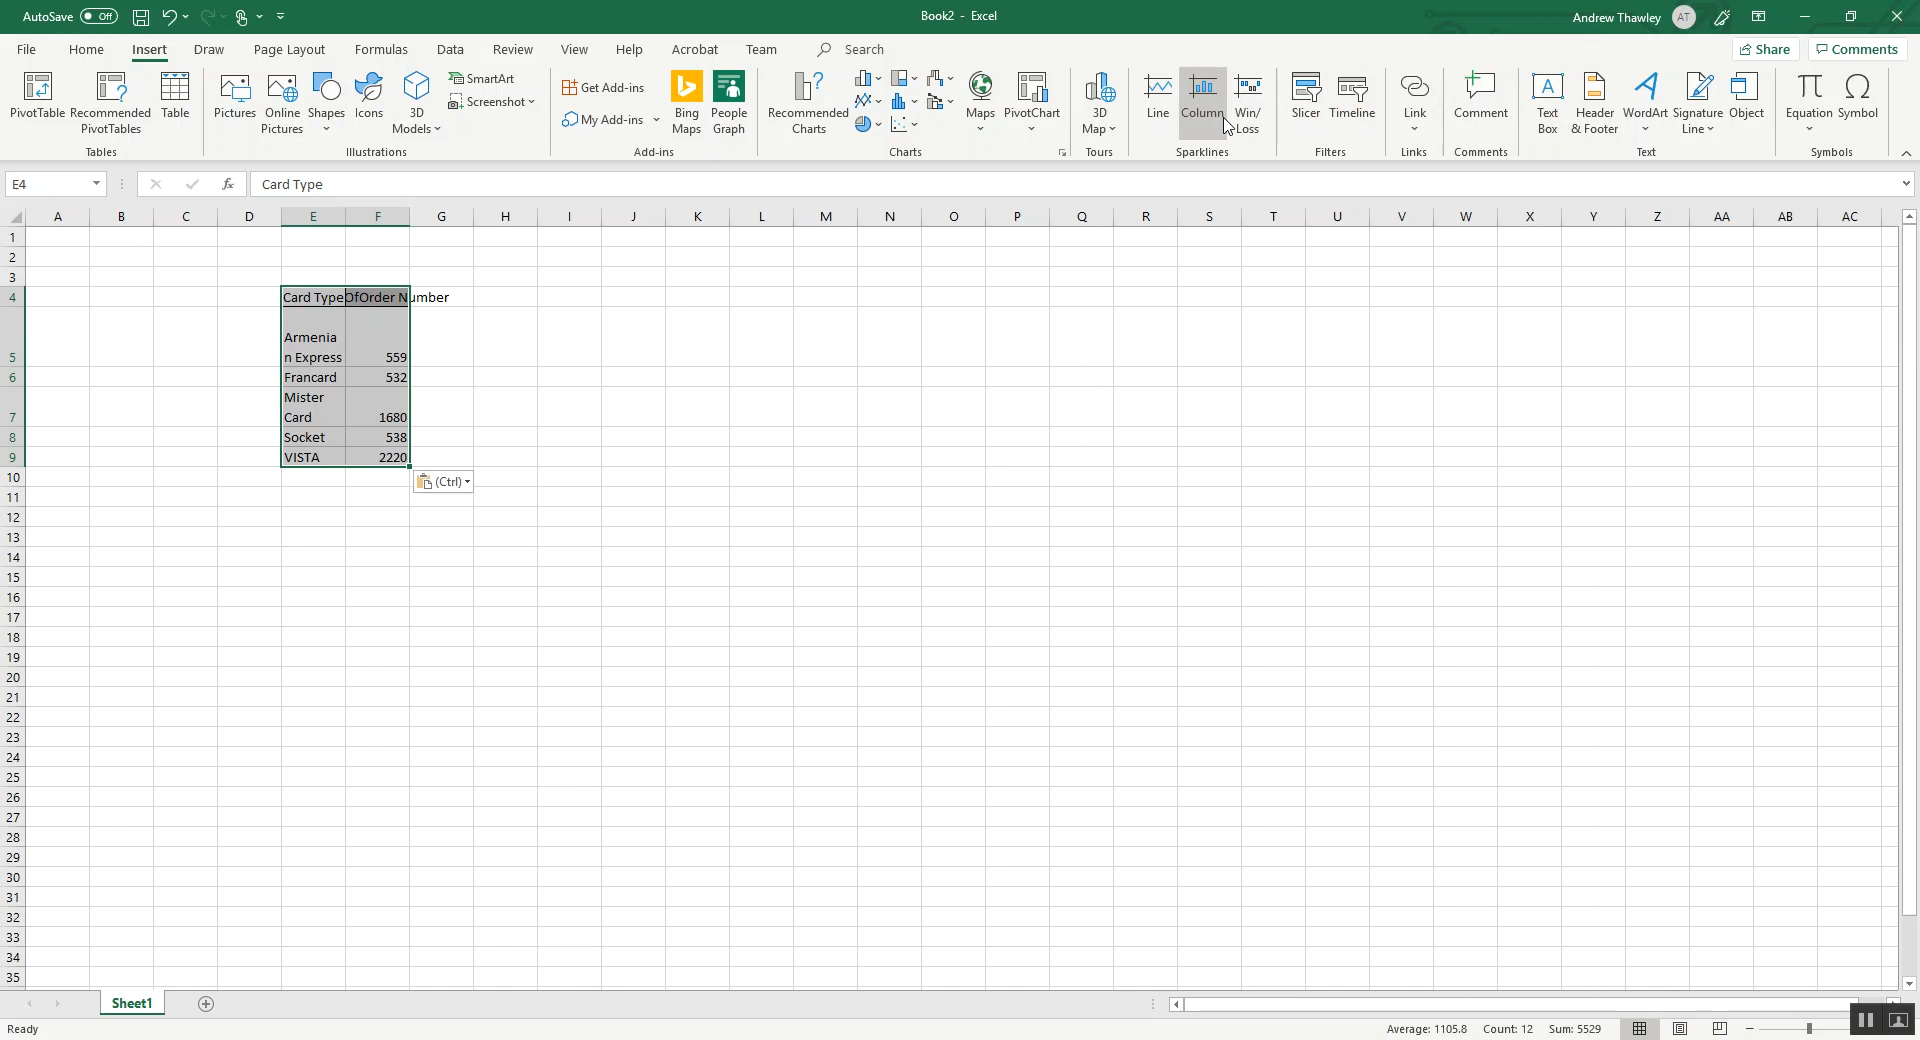 AutoSave Off Book2 - Excel Andrew Thawley AT
File Home Insert Draw Page Layout Formulas Data Review View Help Acrobat Team Search Share Comments
PivotTable Recommended PivotTables Table
Tables
Pictures Online Pictures Shapes Icons 3D Models SmartArt Screenshot
Illustrations
Get Add-ins My Add-ins Bing Maps People Graph
Add-ins
Recommended Charts Maps PivotChart
Charts
3D Map
Tours
Line Column Win/Loss
Sparklines
Slicer Timeline
Filters
Link
Links
Comment
Comments
Text Box Header & Footer WordArt Signature Line Object
Text
Equation Symbol
Symbols
E4 fx Card Type
A B C D E F G H I J K L M N O P Q R S T U V W X Y Z AA AB AC
1
2
3
4 Card Type OfOrder Number
Armenia
5 n Express 559
6 Francard 532
Mister
7 Card 1680
8 Socket 538
9 VISTA 2220
10 (Ctrl)
11
12
13
14
15
16
17
18
19
20
21
22
23
24
25
26
27
28
29
30
31
32
33
34
35
Sheet1
Ready Average: 1105.8 Count: 12 Sum: 5529